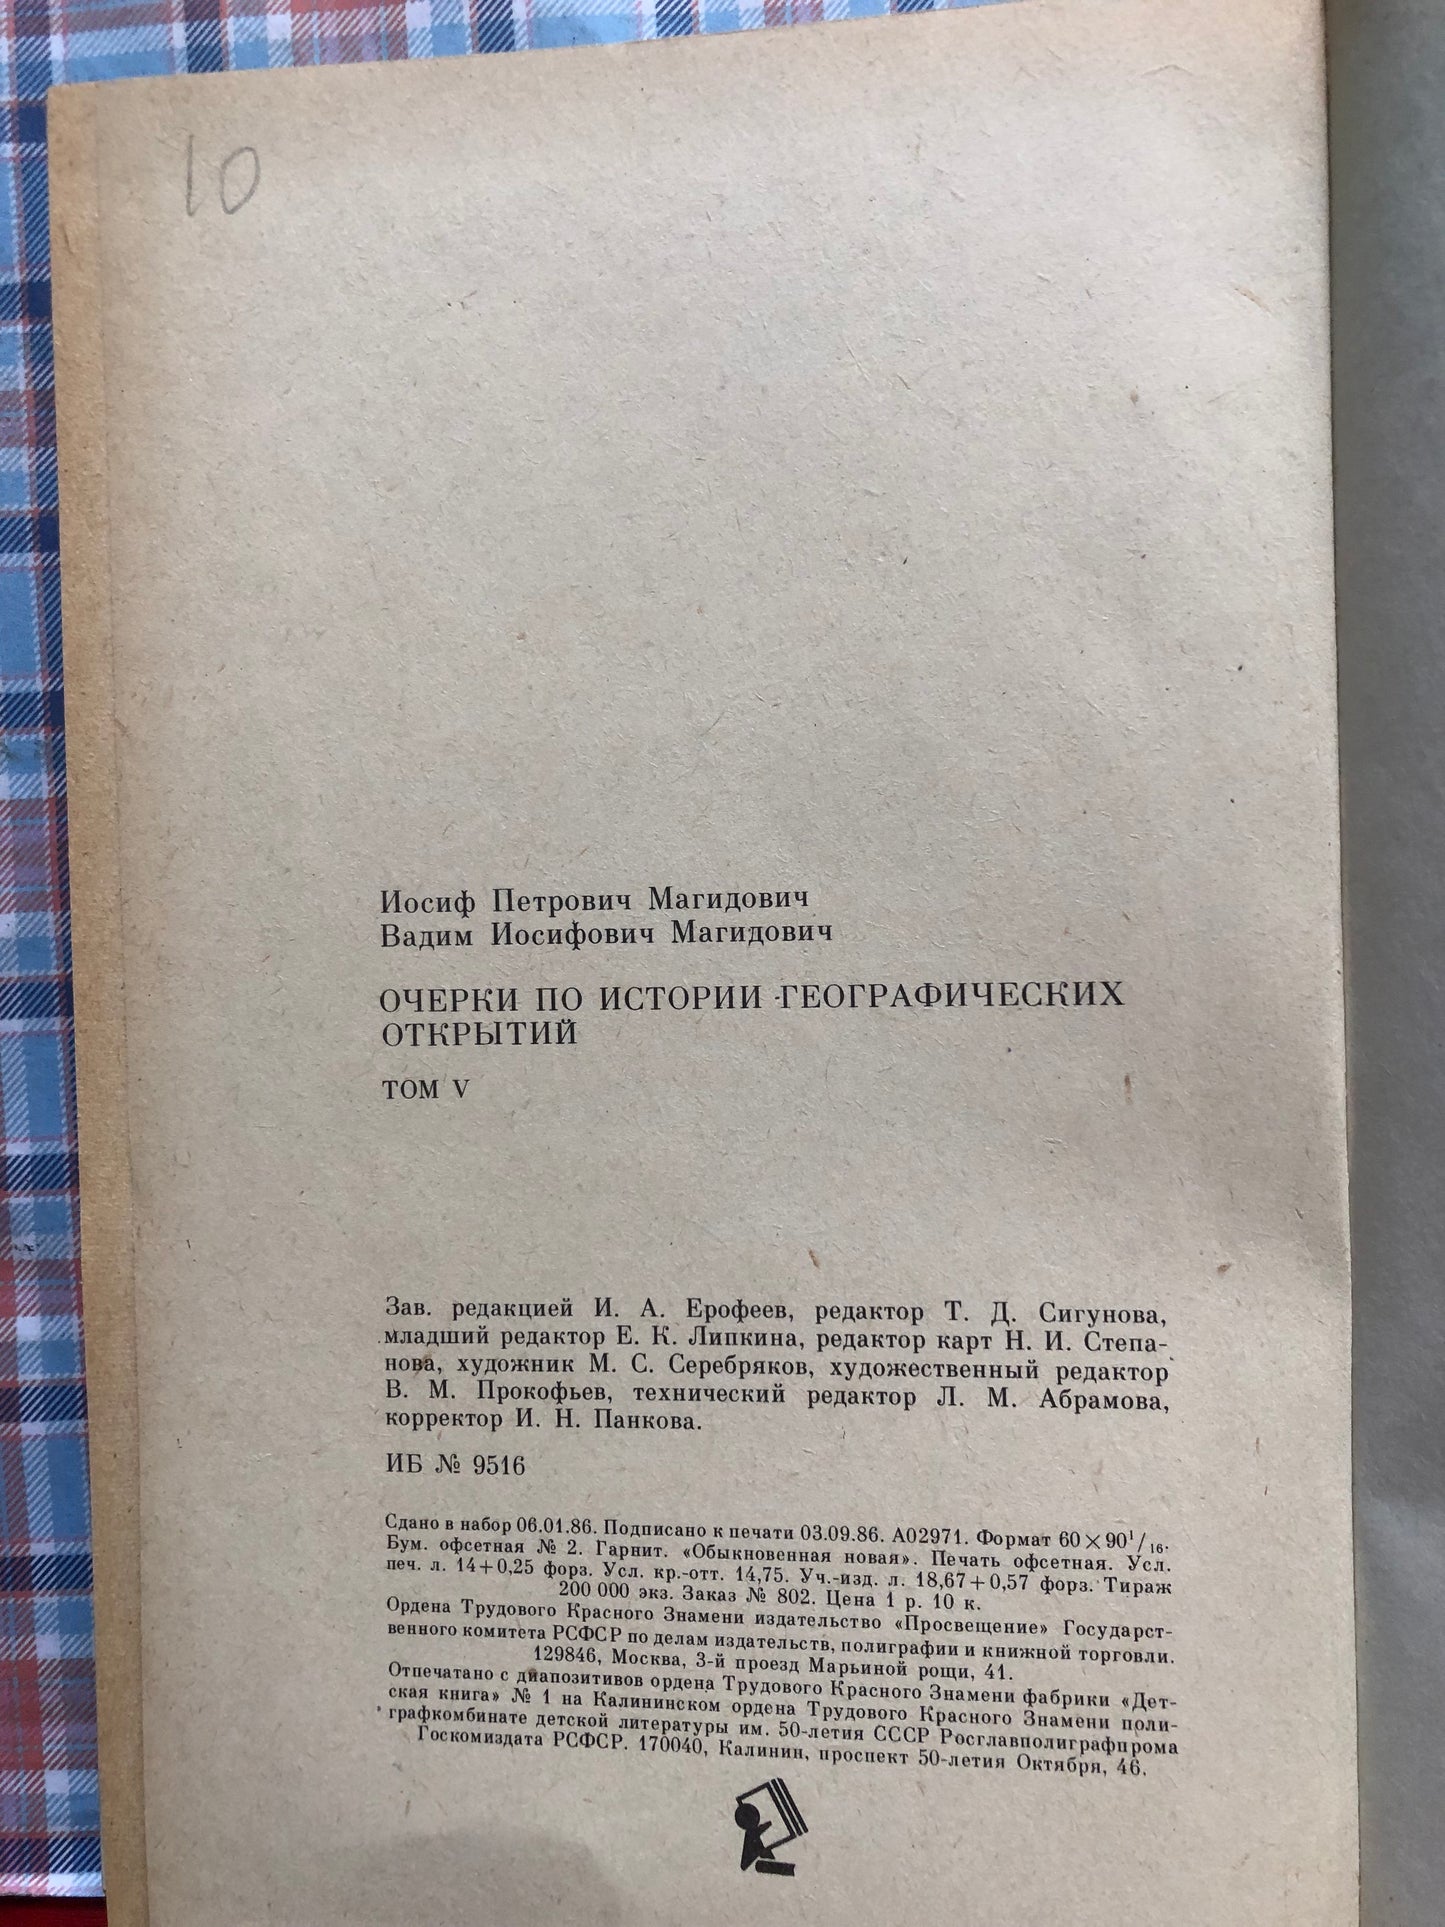 10
Иосиф Петрович Магидович
Вадим Иосифович Магидович
ОЧЕРКИ ПО ИСТОРИИ ГЕОГРАФИЧЕСКИХ
ОТКРЫТИЙ
ТОМ V
Зав. редакцией И. А. Ерофеев, редактор Т. Д. Сигунова,
младший редактор Е. К. Липкина, редактор карт Н. И. Степа-
нова, художник М. С. Серебряков, художественный редактор
В. М. Прокофьев, технический редактор Л. М. Абрамова,
корректор И. Н. Панкова.
ИБ № 9516
Сдано в набор 06.01.86. Подписано к печати 03.09.86. А02971. Формат 60×90¹/₁₆.
Бум. офсетная № 2. Гарнит. «Обыкновенная новая». Печать офсетная. Усл.
печ. л. 14+0,25 форз. Усл. кр.-отт. 14,75. Уч.-изд. л. 18,67+0,57 форз. Тираж
200 000 экз. Заказ № 802. Цена 1 р. 10 к.
Ордена Трудового Красного Знамени издательство «Просвещение» Государст-
венного комитета РСФСР по делам издательств, полиграфии и книжной торговли.
129846, Москва, 3-й проезд Марьиной рощи, 41.
Отпечатано с диапозитивов ордена Трудового Красного Знамени фабрики «Дет-
ская книга» № 1 на Калининском ордена Трудового Красного Знамени поли-
графкомбинате детской литературы им. 50-летия СССР Росглавполиграфпрома
Госкомиздата РСФСР. 170040, Калинин, проспект 50-летия Октября, 46.